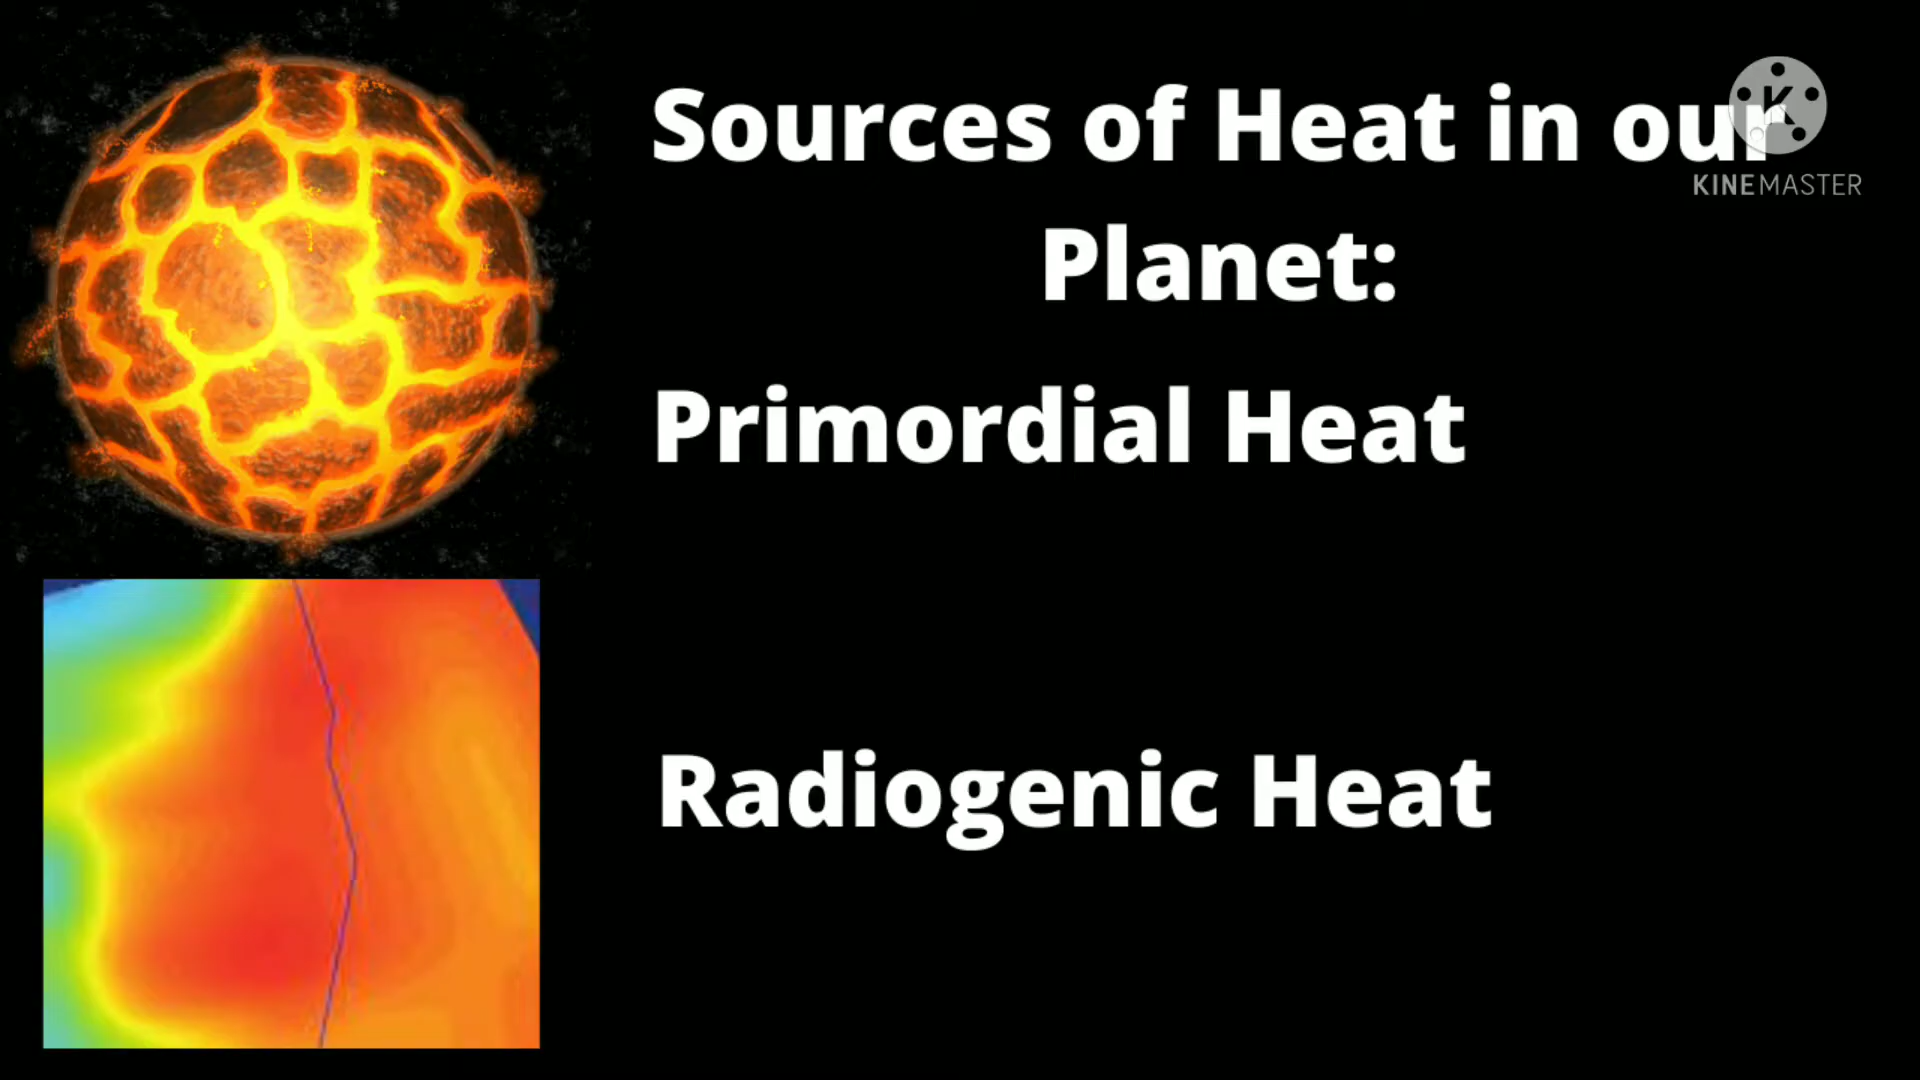 Sources of Heat in our
KINEMASTER
Planet:
Primordial Heat
Radiogenic Heat